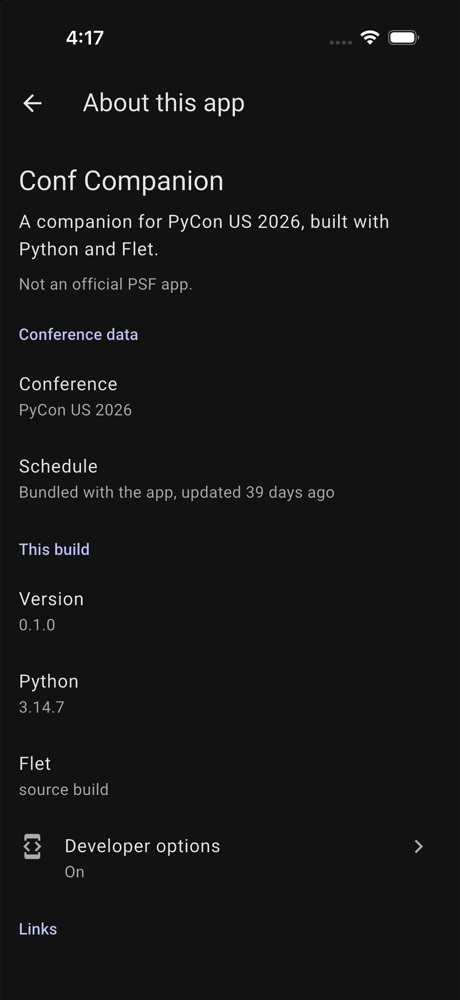 4:17
About this app
Conf Companion
A companion for PyCon US 2026, built with
Python and Flet.
Not an official PSF app.
Conference data
Conference
PyCon US 2026
Schedule
Bundled with the app, updated 39 days ago
This build
Version
0.1.0
Python
3.14.7
Flet
source build
Developer options
On
Links